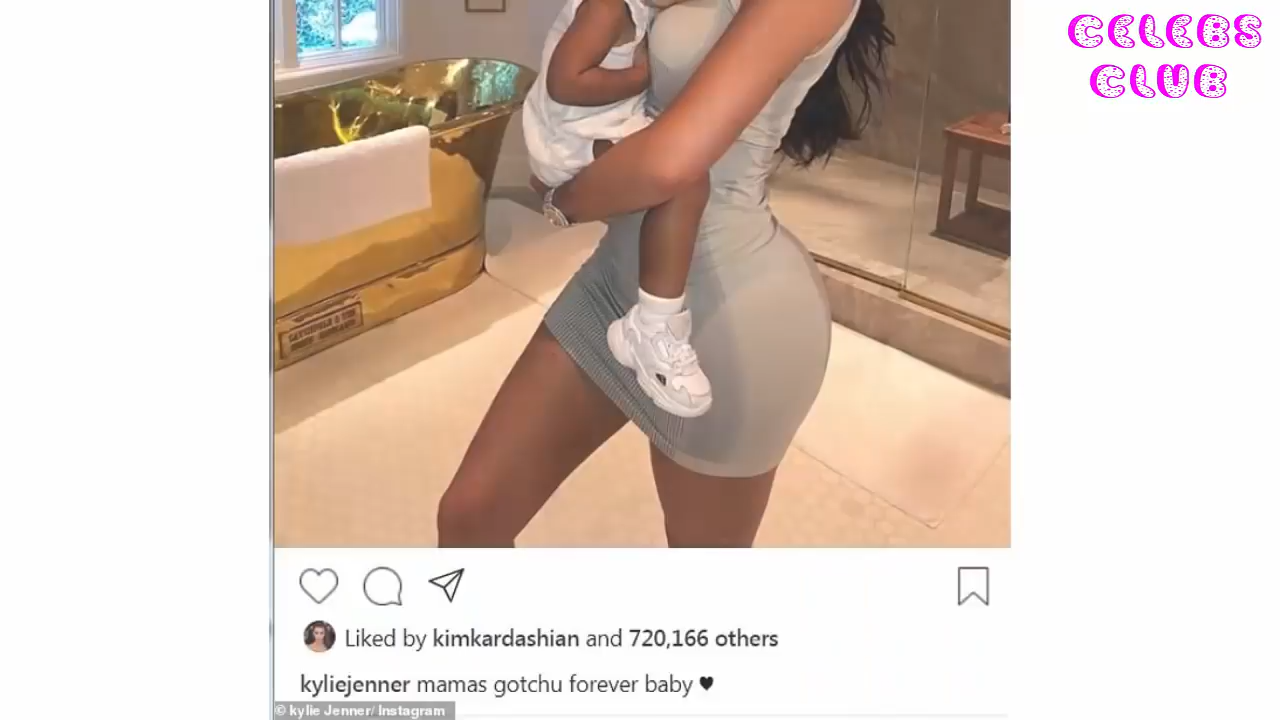 CELEBS
CLUB
Liked by kimkardashian and 720,166 others
kyliejenner mamas gotchu forever baby ♥
© kylie Jenner/ Instagram